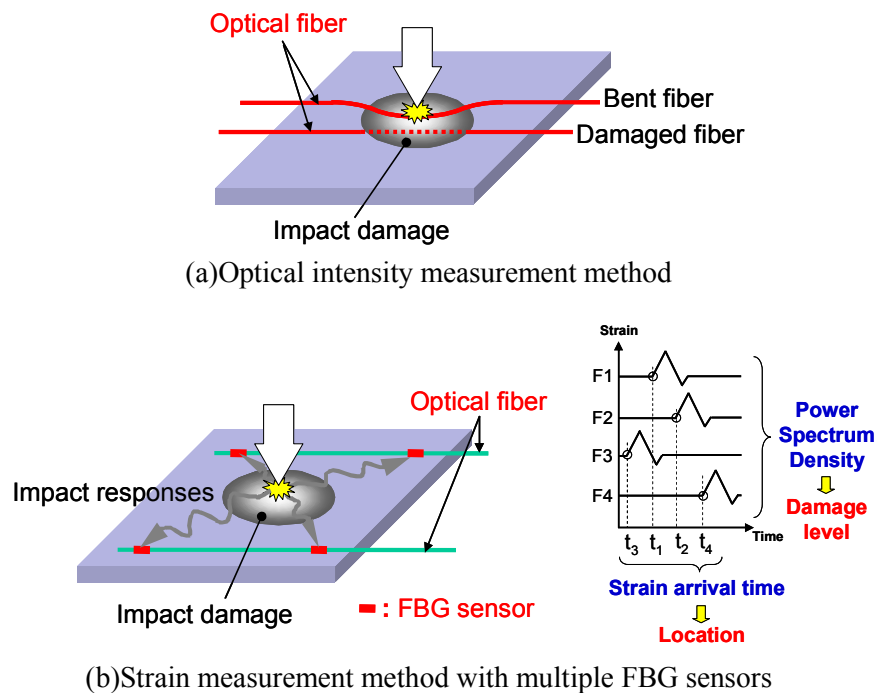 Optical fiber
Bent fiber
Damaged fiber
Impact damage
(a)Optical intensity measurement method
Optical fiber
Impact responses
Impact damage
: FBG sensor
Strain
F1
F2
F3
F4
Time
t3 t1 t2 t4
Strain arrival time
Location
Power
Spectrum
Density
Damage
level
(b)Strain measurement method with multiple FBG sensors